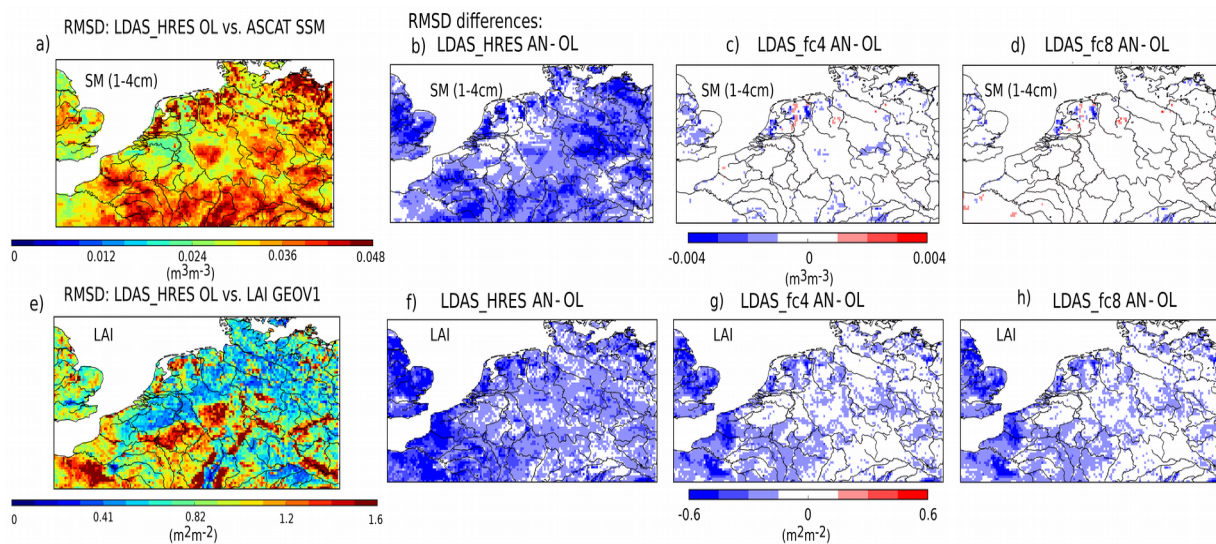 RMSD differences:
a) RMSD: LDAS_HRES OL vs. ASCAT SSM
b) LDAS_HRES AN-OL
c) LDAS_fc4 AN-OL
d) LDAS_fc8 AN-OL
SM (1-4cm)
SM (1-4cm)
SM (1-4cm)
SM (1-4cm)
0 0.012 0.024 0.036 0.048
(m3m-3)
-0.004 0 0.004
(m3m-3)
e) RMSD: LDAS_HRES OL vs. LAI GEOV1
f) LDAS_HRES AN-OL
g) LDAS_fc4 AN-OL
h) LDAS_fc8 AN-OL
LAI
LAI
LAI
LAI
0 0.41 0.82 1.2 1.6
(m2m-2)
-0.6 0 0.6
(m2m-2)